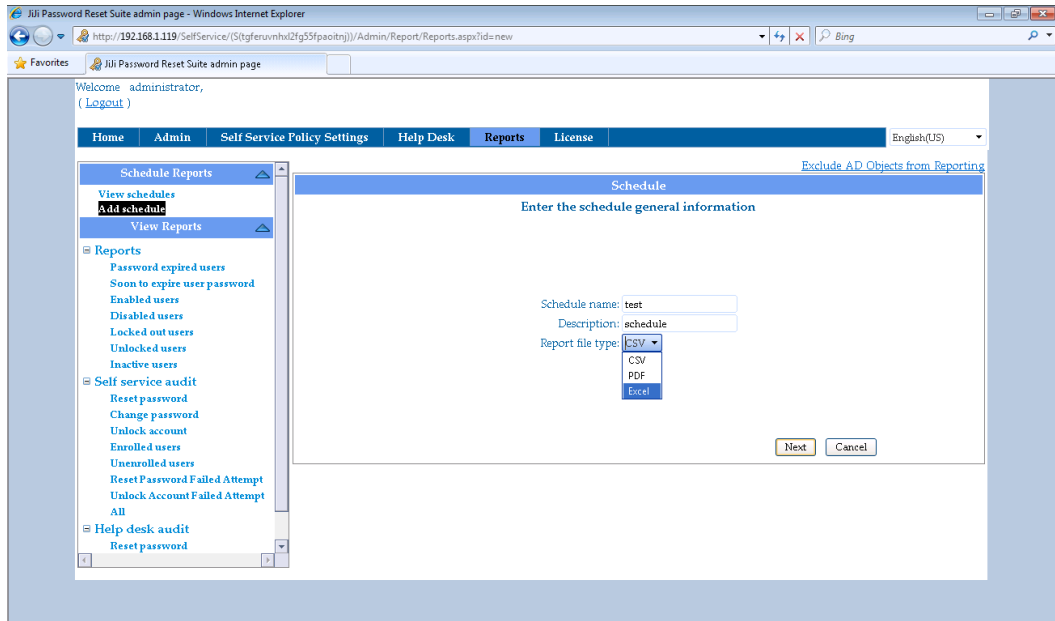 JiJi Password Reset Suite admin page - Windows Internet Explorer
http://192.168.1.119/SelfService/(S(tgferuvnhxl2fg55fpaoitnj))/Admin/Report/Reports.aspx?id=new
Bing
Favorites
JiJi Password Reset Suite admin page
Welcome administrator,
( Logout )
Home Admin Self Service Policy Settings Help Desk Reports License English(US)
Exclude AD Objects from Reporting
Schedule Reports
View schedules
Add schedule
View Reports
Reports
Password expired users
Soon to expire user password
Enabled users
Disabled users
Locked out users
Unlocked users
Inactive users
Self service audit
Reset password
Change password
Unlock account
Enrolled users
Unenrolled users
Reset Password Failed Attempt
Unlock Account Failed Attempt
All
Help desk audit
Reset password
Schedule
Enter the schedule general information
Schedule name: test
Description: schedule
Report file type: CSV
CSV
PDF
Excel
Next Cancel